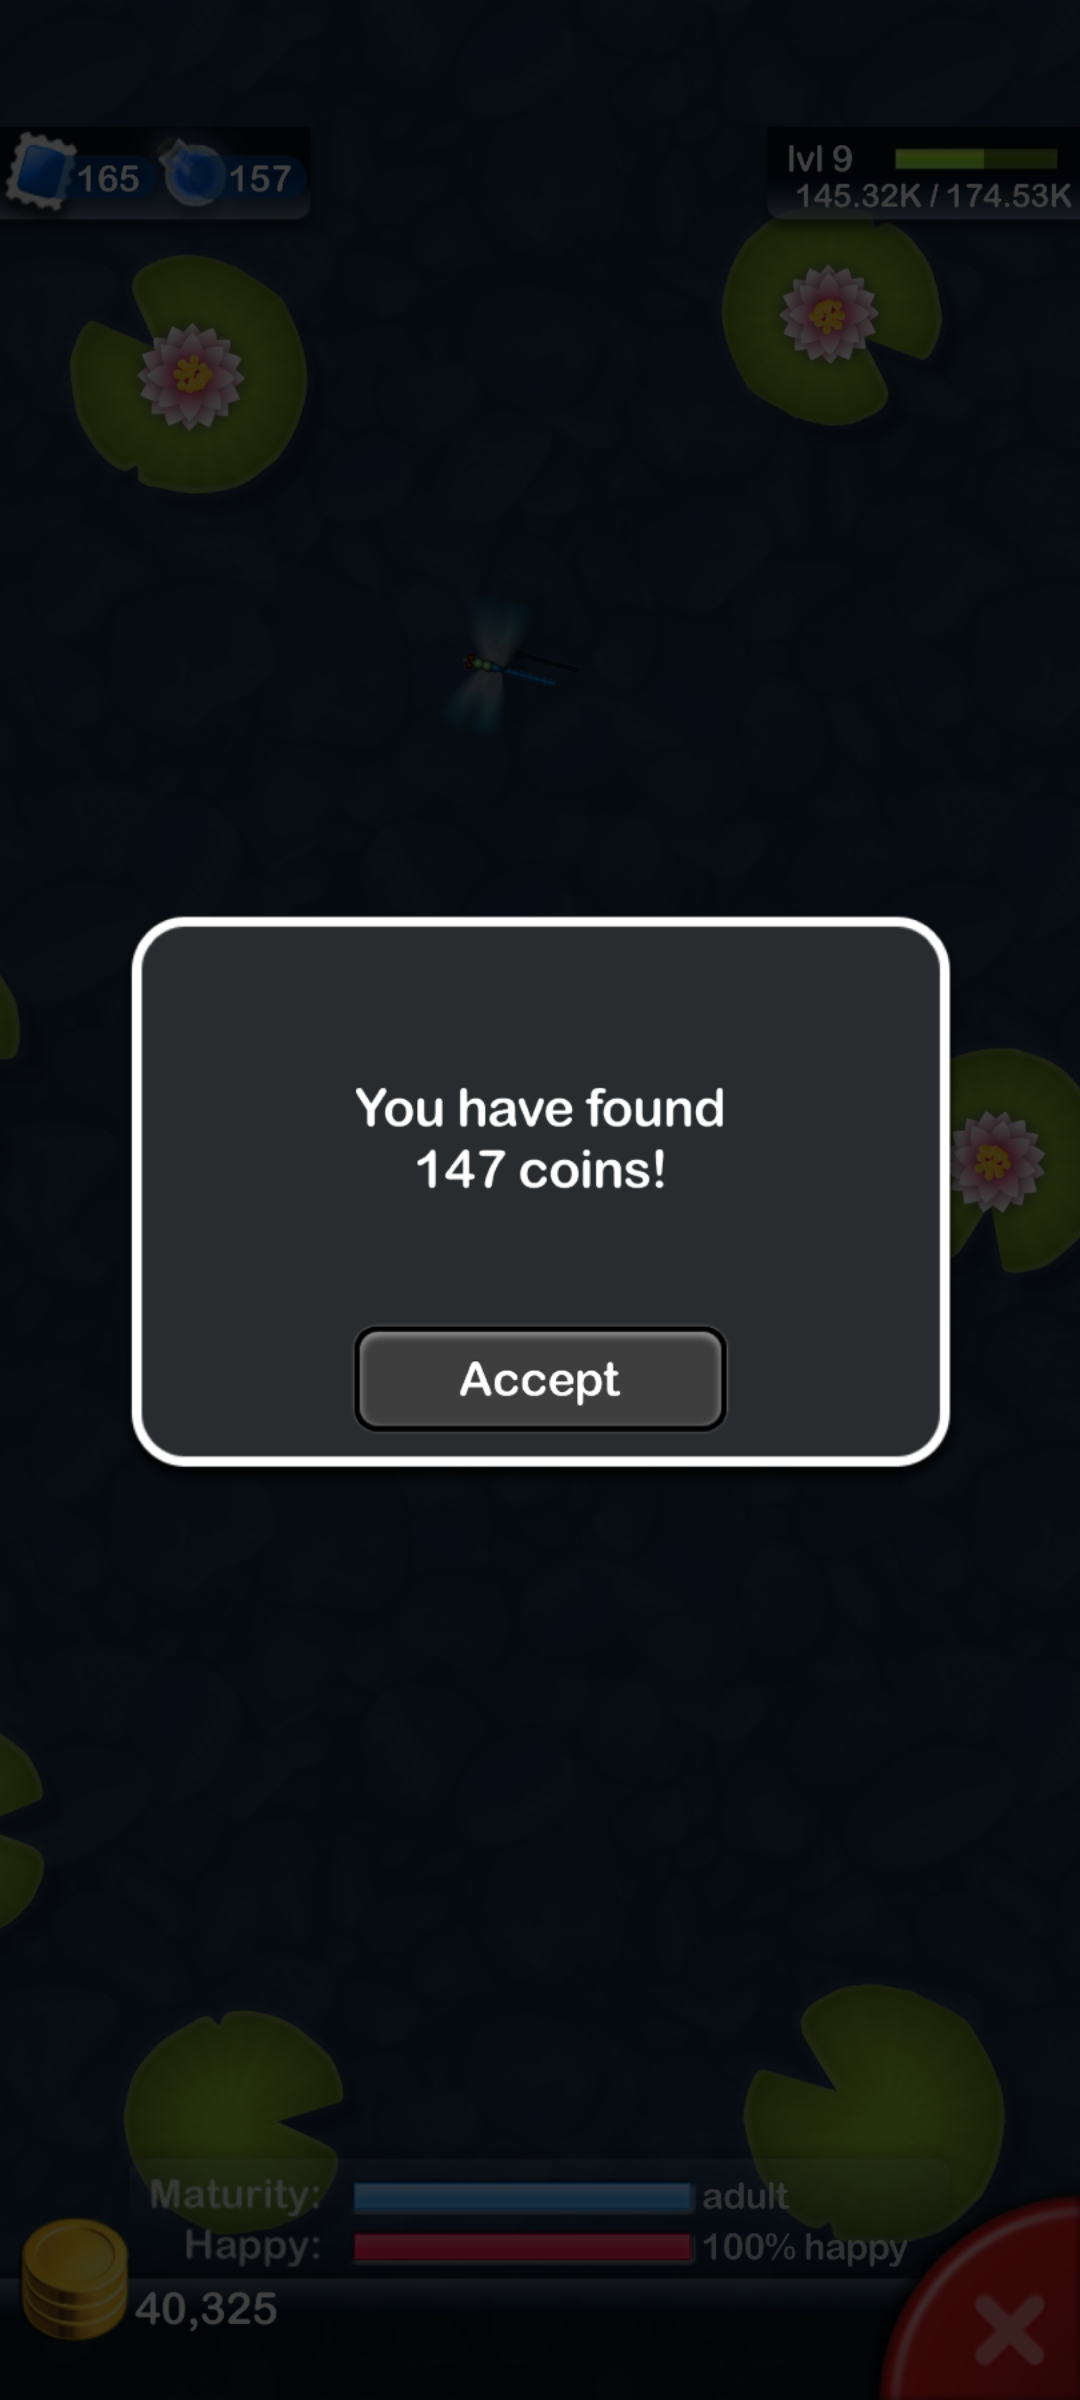 165 157
lvl 9
145.32K / 174.53K
You have found
147 coins!
Accept
Maturity: adult
Happy: 100% happy
40,325